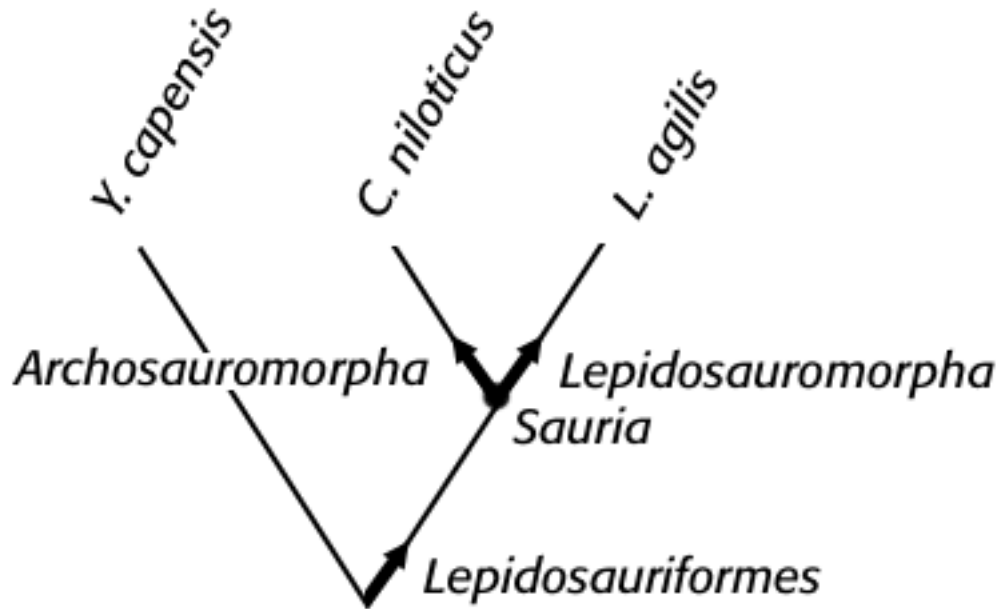 Y. capensis
C. niloticus
L. agilis
Archosauromorpha
Lepidosauromorpha
Sauria
Lepidosauriformes